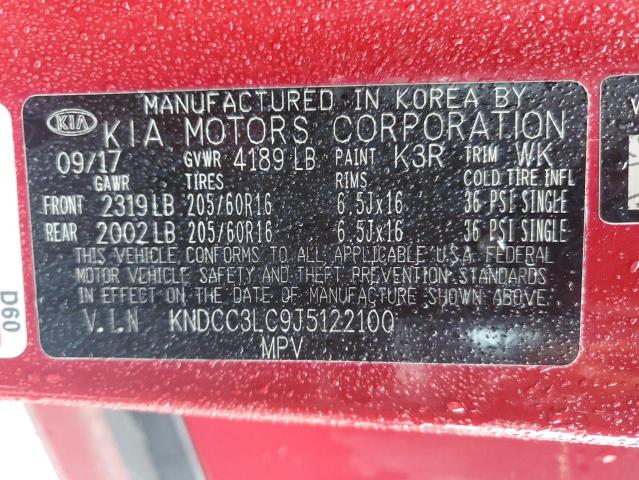 MANUFACTURED IN KOREA BY
KIA KIA MOTORS CORPORATION
09/17 GVWR 4189 LB PAINT K3R TRIM WK
GAWR TIRES RIMS COLD TIRE INFL
FRONT 2319 LB 205/60R16 6.5Jx16 36 PSI SINGLE
REAR 2002 LB 205/60R16 6.5Jx16 36 PSI SINGLE
THIS VEHICLE CONFORMS TO ALL APPLICABLE U.S.A. FEDERAL
MOTOR VEHICLE SAFETY AND THEFT PREVENTION STANDARDS
IN EFFECT ON THE DATE OF MANUFACTURE SHOWN ABOVE.
V.I.N KNDCC3LC9J5122100
MPV
D60